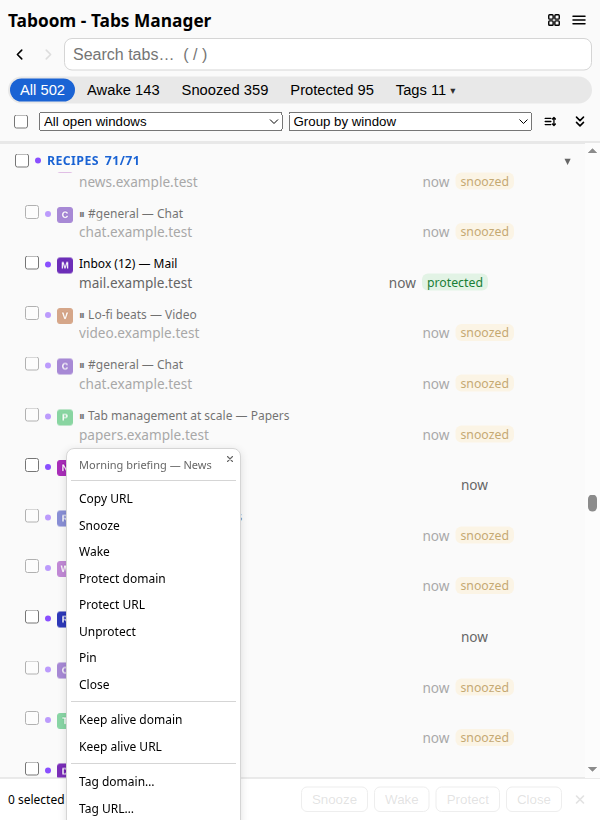 Taboom - Tabs Manager
Search tabs… ( / )
All 502 Awake 143 Snoozed 359 Protected 95 Tags 11 ▾
All open windows Group by window
RECIPES 71/71 ▼
news.example.test now snoozed
C #general — Chat
chat.example.test now snoozed
M Inbox (12) — Mail
mail.example.test now protected
V Lo-fi beats — Video
video.example.test now snoozed
C #general — Chat
chat.example.test now snoozed
P Tab management at scale — Papers
papers.example.test now snoozed
Morning briefing — News ×
now
Copy URL
Snooze
now snoozed
Wake
Protect domain
now snoozed
Protect URL
Unprotect
now
Pin
Close
now snoozed
Keep alive domain
Keep alive URL
now snoozed
Tag domain...
Tag URL...
0 selected Snooze Wake Protect Close ×